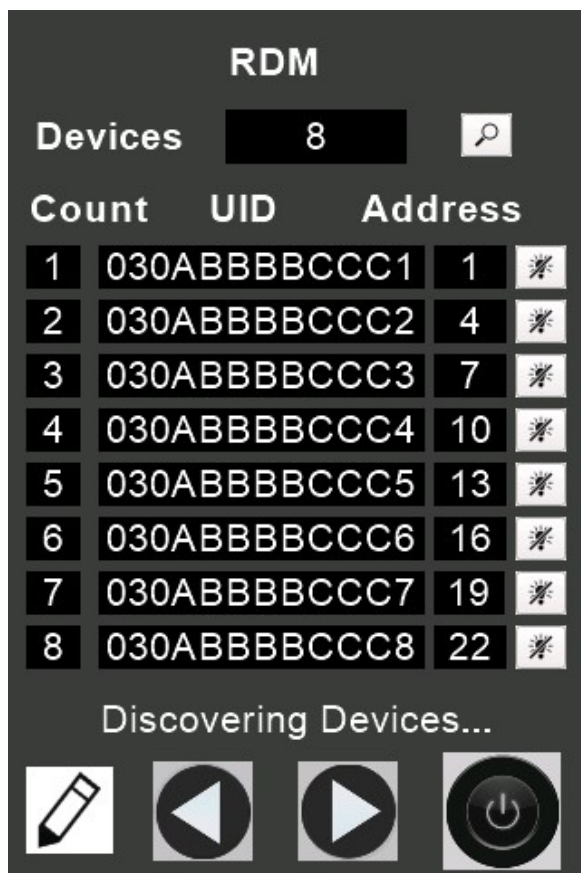 RDM
Devices 8
Count UID Address
1 030ABBBBCCC1 1
2 030ABBBBCCC2 4
3 030ABBBBCCC3 7
4 030ABBBBCCC4 10
5 030ABBBBCCC5 13
6 030ABBBBCCC6 16
7 030ABBBBCCC7 19
8 030ABBBBCCC8 22
Discovering Devices...